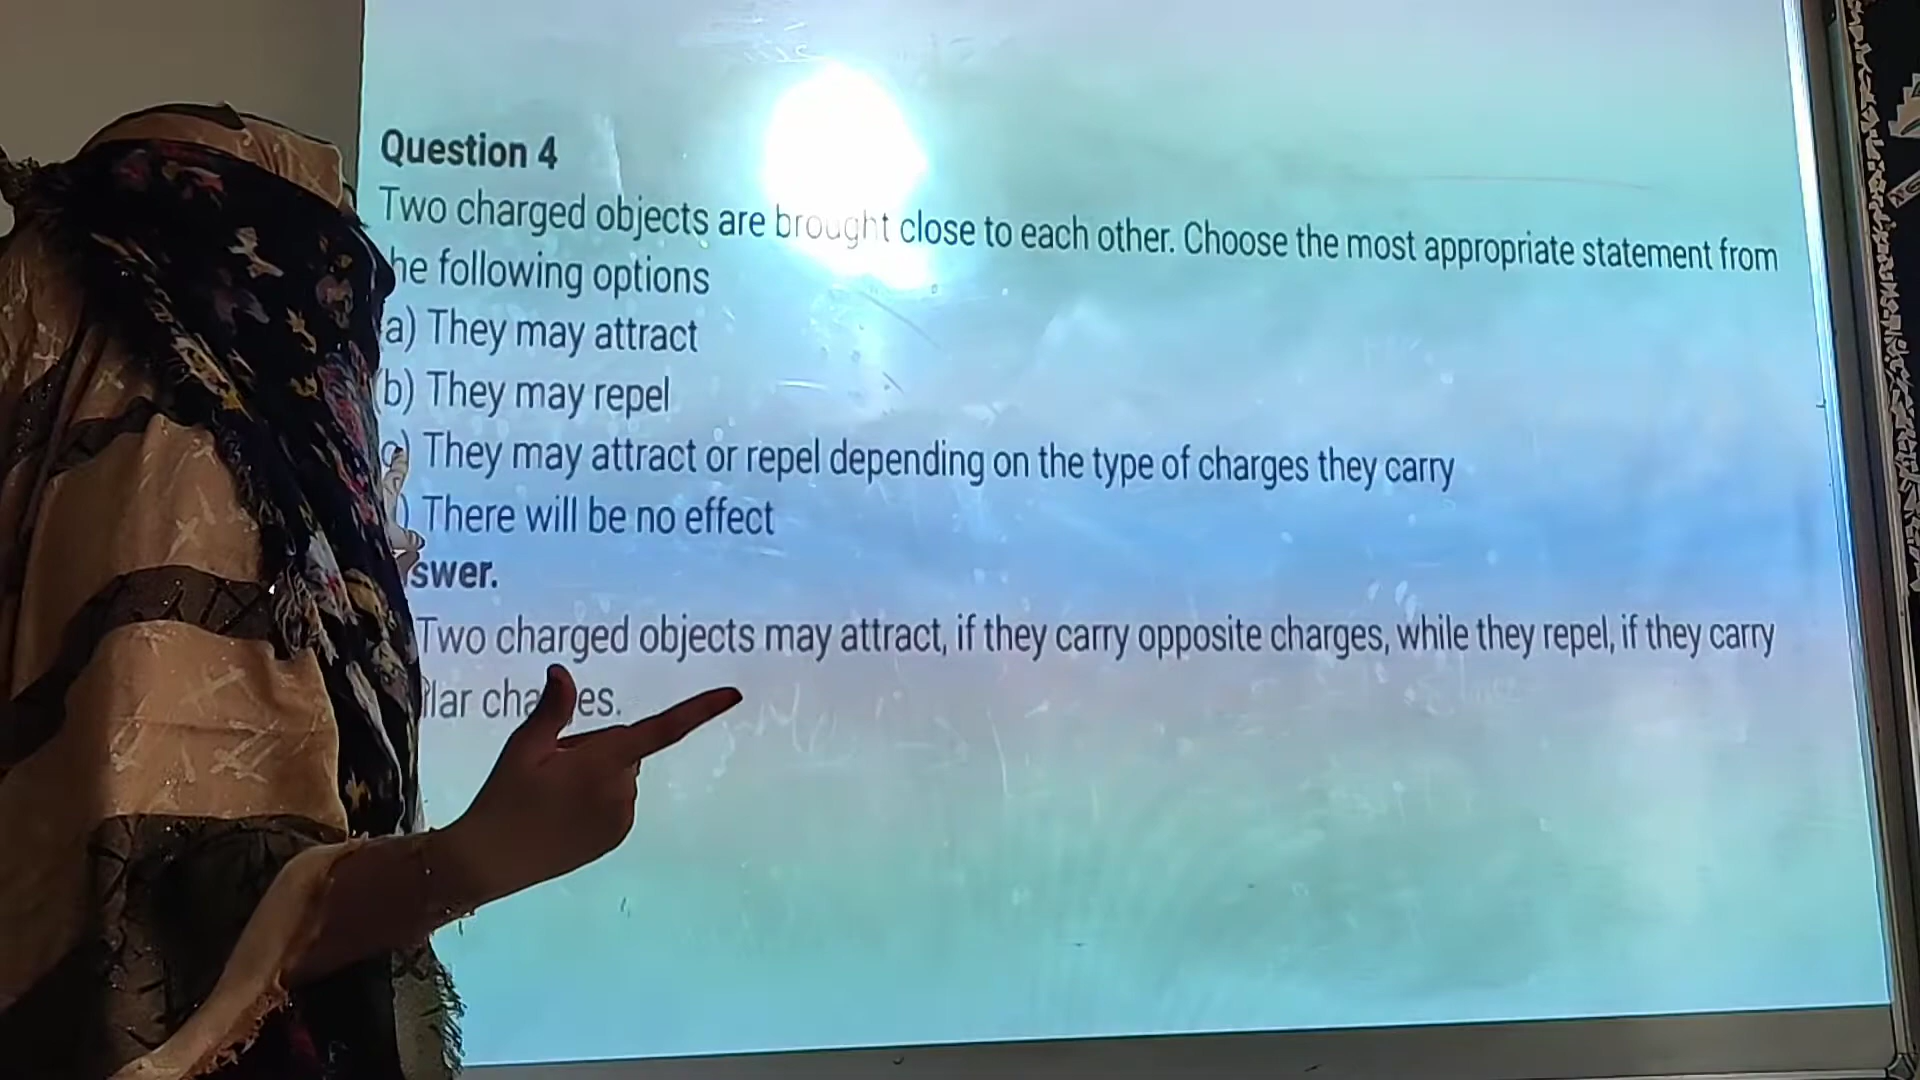 Question 4
Two charged objects are brought close to each other. Choose the most appropriate statement from
he following options
a) They may attract
(b) They may repel
c) They may attract or repel depending on the type of charges they carry
) There will be no effect
swer.
Two charged objects may attract, if they carry opposite charges, while they repel, if they carry
lar cha es.